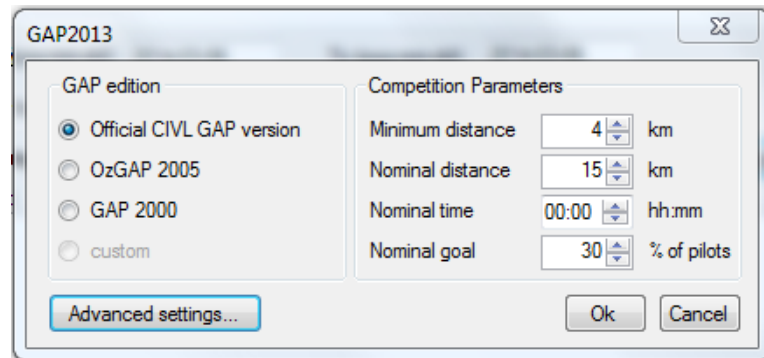 GAP2013
GAP edition
Official CIVL GAP version
OzGAP 2005
GAP 2000
custom
Advanced settings...
Competition Parameters
Minimum distance 4 km
Nominal distance 15 km
Nominal time 00:00 hh:mm
Nominal goal 30 % of pilots
Ok Cancel